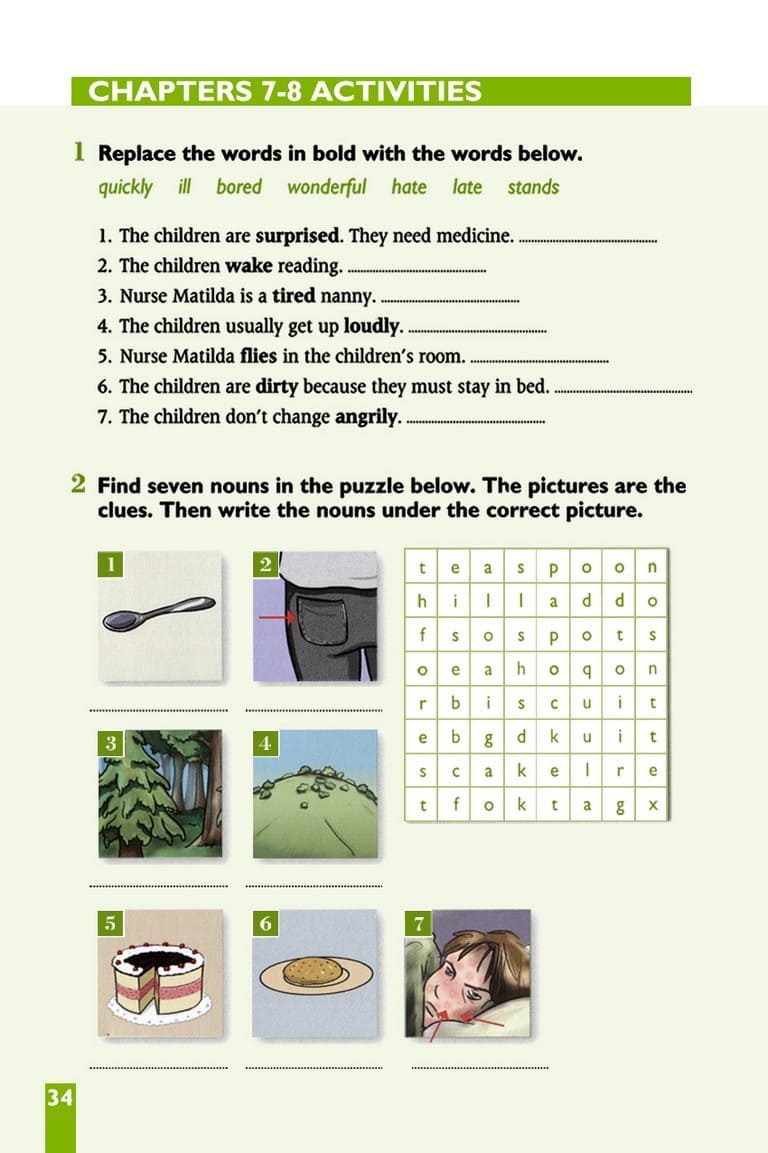 CHAPTERS 7-8 ACTIVITIES
1 Replace the words in bold with the words below.
quickly ill bored wonderful hate late stands
1. The children are surprised. They need medicine. ............................................
2. The children wake reading. ............................................
3. Nurse Matilda is a tired nanny. ............................................
4. The children usually get up loudly. ............................................
5. Nurse Matilda flies in the children's room. ............................................
6. The children are dirty because they must stay in bed. ............................................
7. The children don't change angrily. ............................................
2 Find seven nouns in the puzzle below. The pictures are the
clues. Then write the nouns under the correct picture.
1
2
t e a s p o o n
h i l l a d d o
f s o s p o t s
o e a h o q o n
r b i s c u i t
e b g d k u i t
s c a k e l r e
t f o k t a g x
3
4
5
6
7
34